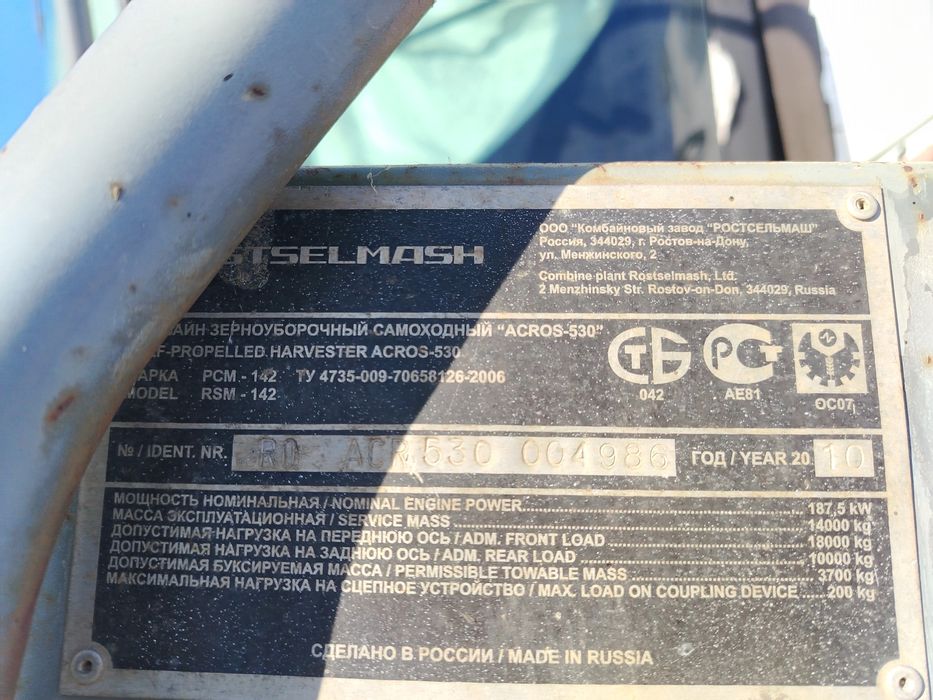 STSELMASH
ООО "Комбайновый завод "РОСТСЕЛЬМАШ"
Россия, 344029, г. Ростов-на-Дону,
ул. Менжинского, 2
Combine plant Rostselmash, Ltd.
2 Menzhinsky Str. Rostov-on-Don, 344029, Russia
ЗЕРНОУБОРОЧНЫЙ САМОХОДНЫЙ "ACROS-530"
F-PROPELLED HARVESTER ACROS-530
АРКА РСМ - 142 ТУ 4735-009-70658126-2006
MODEL RSM - 142
СТБ
042
РСТ
АЕ81
ОС07
№ / IDENT. NR. R0 ACR530 004986 ГОД / YEAR 20 10
МОЩНОСТЬ НОМИНАЛЬНАЯ / NOMINAL ENGINE POWER 187,5 kW
МАССА ЭКСПЛУАТАЦИОННАЯ / SERVICE MASS 14000 kg
ДОПУСТИМАЯ НАГРУЗКА НА ПЕРЕДНЮЮ ОСЬ / ADM. FRONT LOAD 18000 kg
ДОПУСТИМАЯ НАГРУЗКА НА ЗАДНЮЮ ОСЬ / ADM. REAR LOAD 10000 kg
ДОПУСТИМАЯ БУКСИРУЕМАЯ МАССА / PERMISSIBLE TOWABLE MASS 3700 kg
МАКСИМАЛЬНАЯ НАГРУЗКА НА СЦЕПНОЕ УСТРОЙСТВО / MAX. LOAD ON COUPLING DEVICE 200 kg
СДЕЛАНО В РОССИИ / MADE IN RUSSIA